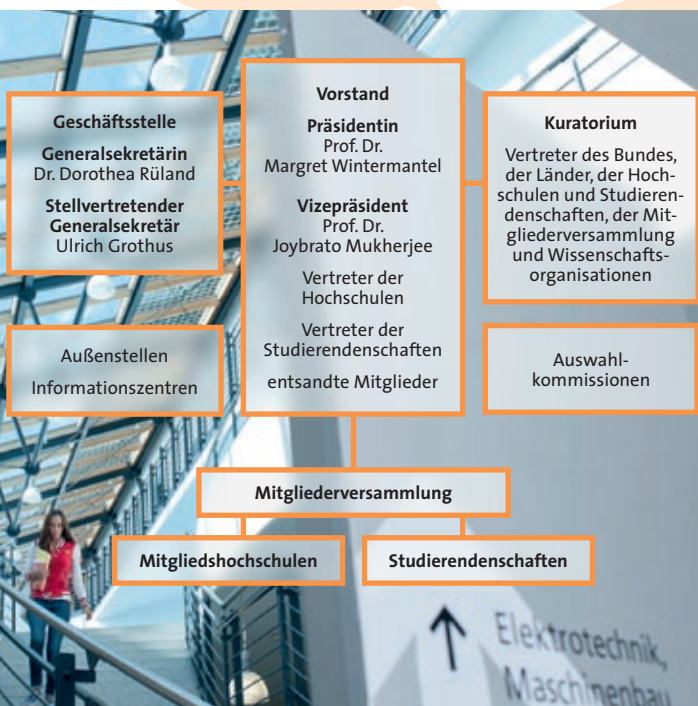 Geschäftsstelle
Generalsekretärin
Dr. Dorothea Rüland
Stellvertretender
Generalsekretär
Ulrich Grothus
Außenstellen
Informationszentren
Vorstand
Präsidentin
Prof. Dr.
Margret Wintermantel
Vizepräsident
Prof. Dr.
Joybrato Mukherjee
Vertreter der
Hochschulen
Vertreter der
Studierendenschaften
entsandte Mitglieder
Kuratorium
Vertreter des Bundes,
der Länder, der Hoch-
schulen und Studieren-
denschaften, der Mit-
gliederversammlung
und Wissenschafts-
organisationen
Auswahl-
kommissionen
Mitgliederversammlung
Mitgliedshochschulen
Studierendenschaften
Elektrotechnik,
Maschinenbau